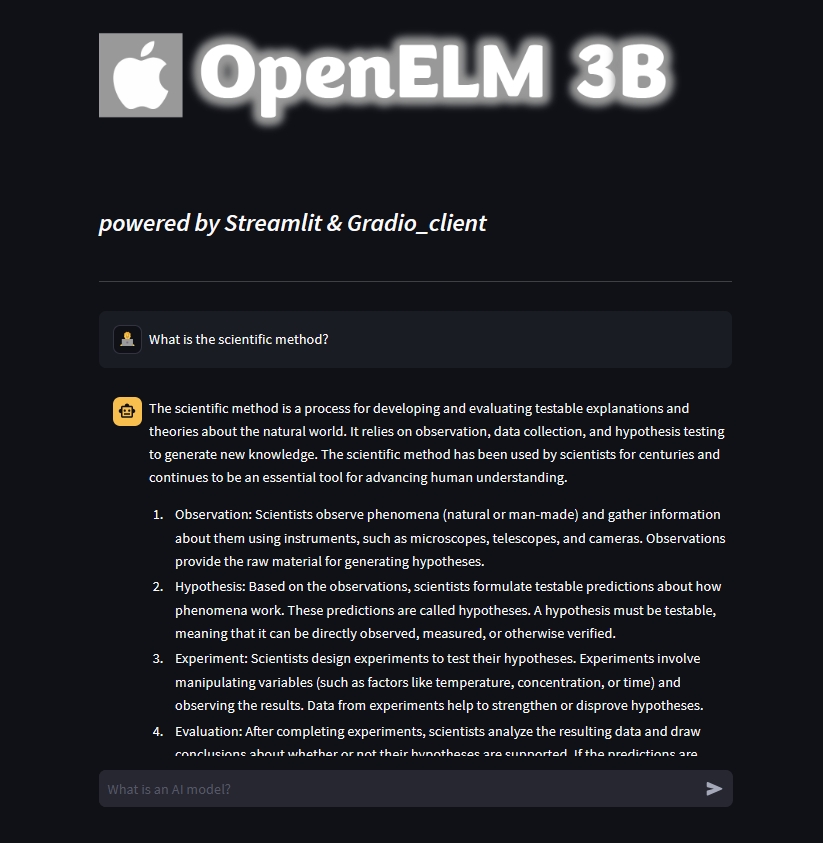 OpenELM 3B
powered by Streamlit & Gradio_client
What is the scientific method?
The scientific method is a process for developing and evaluating testable explanations and
theories about the natural world. It relies on observation, data collection, and hypothesis testing
to generate new knowledge. The scientific method has been used by scientists for centuries and
continues to be an essential tool for advancing human understanding.
1. Observation: Scientists observe phenomena (natural or man-made) and gather information
about them using instruments, such as microscopes, telescopes, and cameras. Observations
provide the raw material for generating hypotheses.
2. Hypothesis: Based on the observations, scientists formulate testable predictions about how
phenomena work. These predictions are called hypotheses. A hypothesis must be testable,
meaning that it can be directly observed, measured, or otherwise verified.
3. Experiment: Scientists design experiments to test their hypotheses. Experiments involve
manipulating variables (such as factors like temperature, concentration, or time) and
observing the results. Data from experiments help to strengthen or disprove hypotheses.
4. Evaluation: After completing experiments, scientists analyze the resulting data and draw
conclusions about whether or not their hypotheses are supported. If the predictions are
What is an AI model?